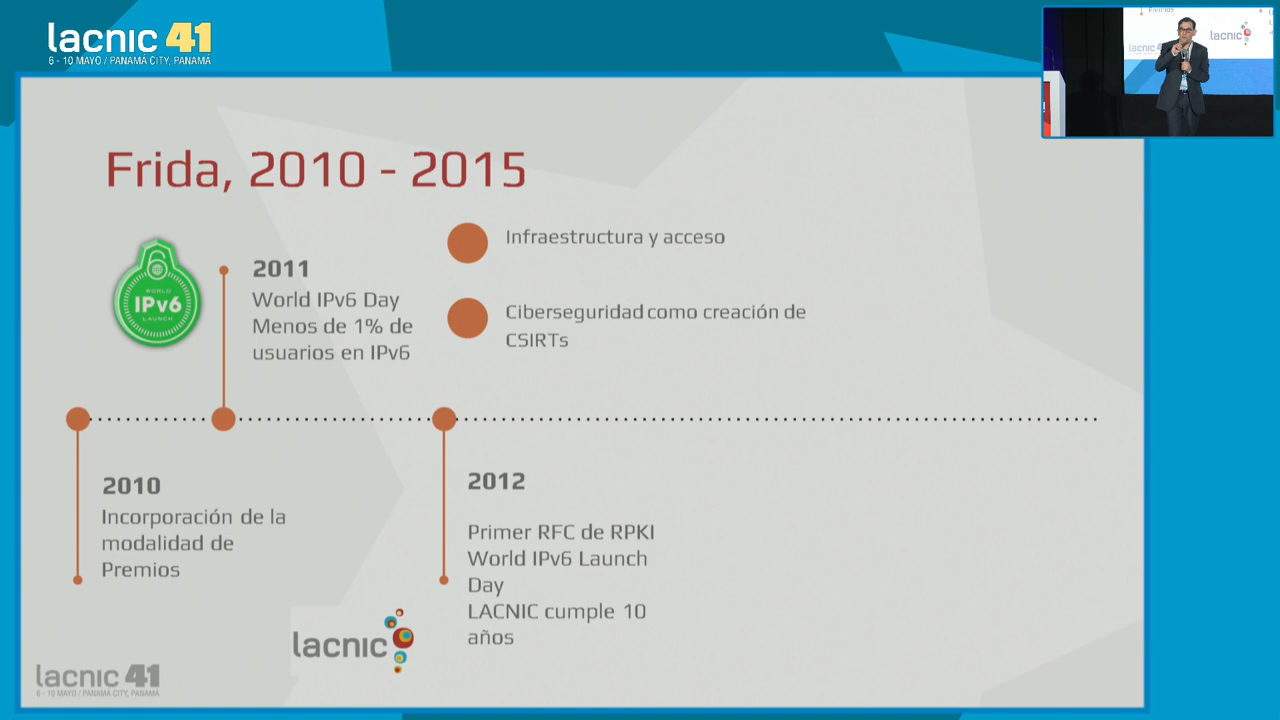 lacnic 41
6 - 10 MAYO / PANAMÁ CITY, PANAMÁ
Premios
lacnic 41
lacnic
Frida, 2010 - 2015
WORLD
IPv6
LAUNCH
2011
World IPv6 Day
Menos de 1% de
usuarios en IPv6
Infraestructura y acceso
Ciberseguridad como creación de
CSIRTs
2010
Incorporación de la
modalidad de
Premios
2012
Primer RFC de RPKI
World IPv6 Launch
Day
LACNIC cumple 10
años
lacnic
lacnic 41
6 - 10 MAYO / PANAMÁ CITY, PANAMÁ